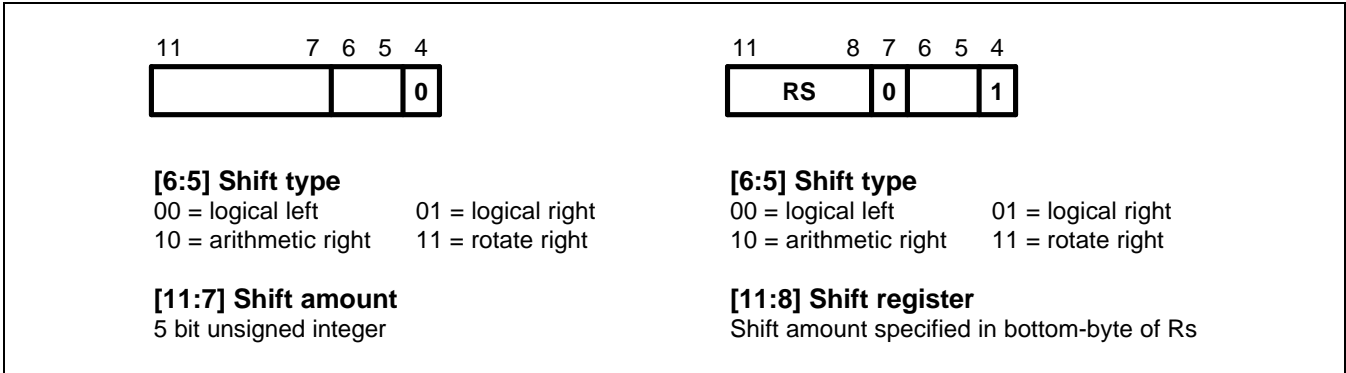 11 7 6 5 4
0
[6:5] Shift type
00 = logical left 01 = logical right
10 = arithmetic right 11 = rotate right
[11:7] Shift amount
5 bit unsigned integer
11 8 7 6 5 4
RS 0 1
[6:5] Shift type
00 = logical left 01 = logical right
10 = arithmetic right 11 = rotate right
[11:8] Shift register
Shift amount specified in bottom-byte of Rs